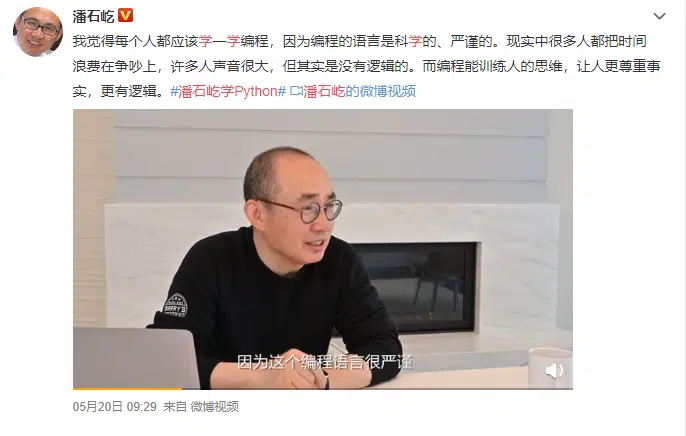 潘石屹
我觉得每个人都应该学一学编程，因为编程的语言是科学的、严谨的。现实中很多人都把时间
浪费在争吵上，许多人声音很大，但其实是没有逻辑的。而编程能训练人的思维，让人更尊重事
实，更有逻辑。#潘石屹学Python# 潘石屹的微博视频
因为这个编程语言很严谨
05月20日 09:29 来自 微博视频